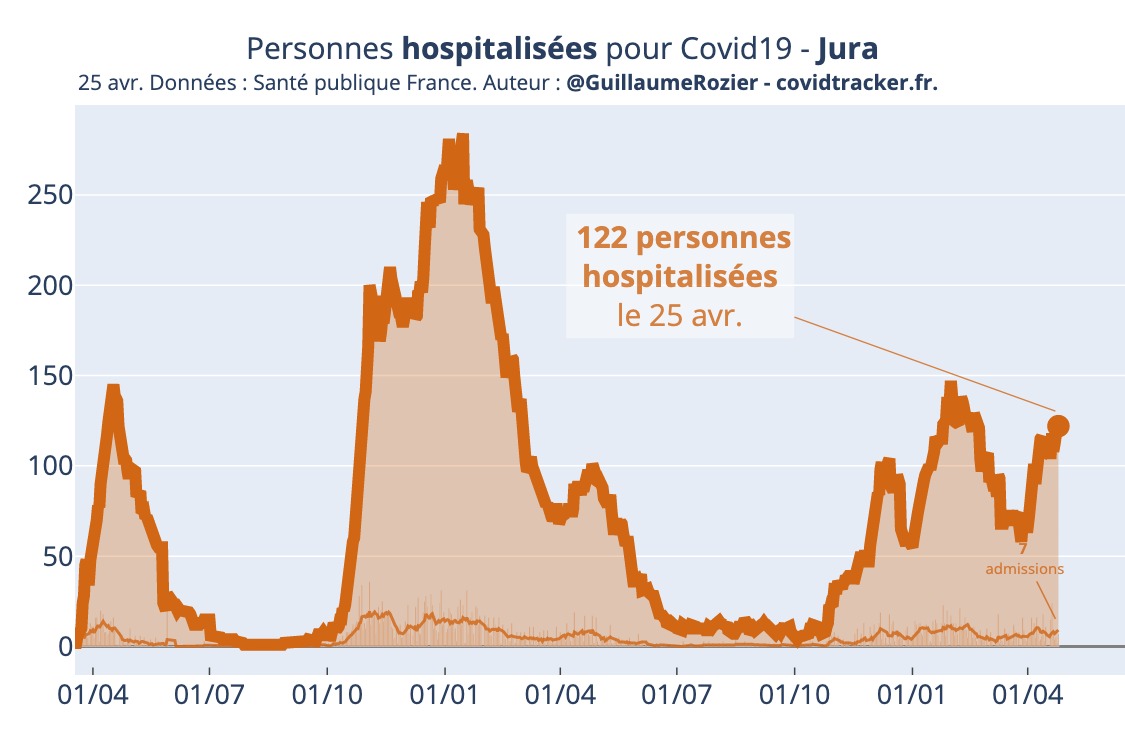 Personnes hospitalisées pour Covid19 - Jura
25 avr. Données : Santé publique France. Auteur : @GuillaumeRozier - covidtracker.fr.
250
200
150
100
50
0
122 personnes
hospitalisées
le 25 avr.
7
admissions
01/04 01/07 01/10 01/01 01/04 01/07 01/10 01/01 01/04